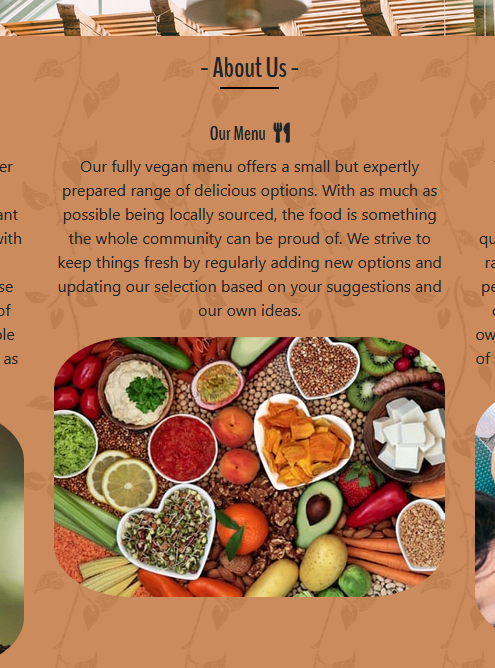 - About Us -
Our Menu
Our fully vegan menu offers a small but expertly
prepared range of delicious options. With as much as
possible being locally sourced, the food is something
the whole community can be proud of. We strive to
keep things fresh by regularly adding new options and
updating our selection based on your suggestions and
our own ideas.